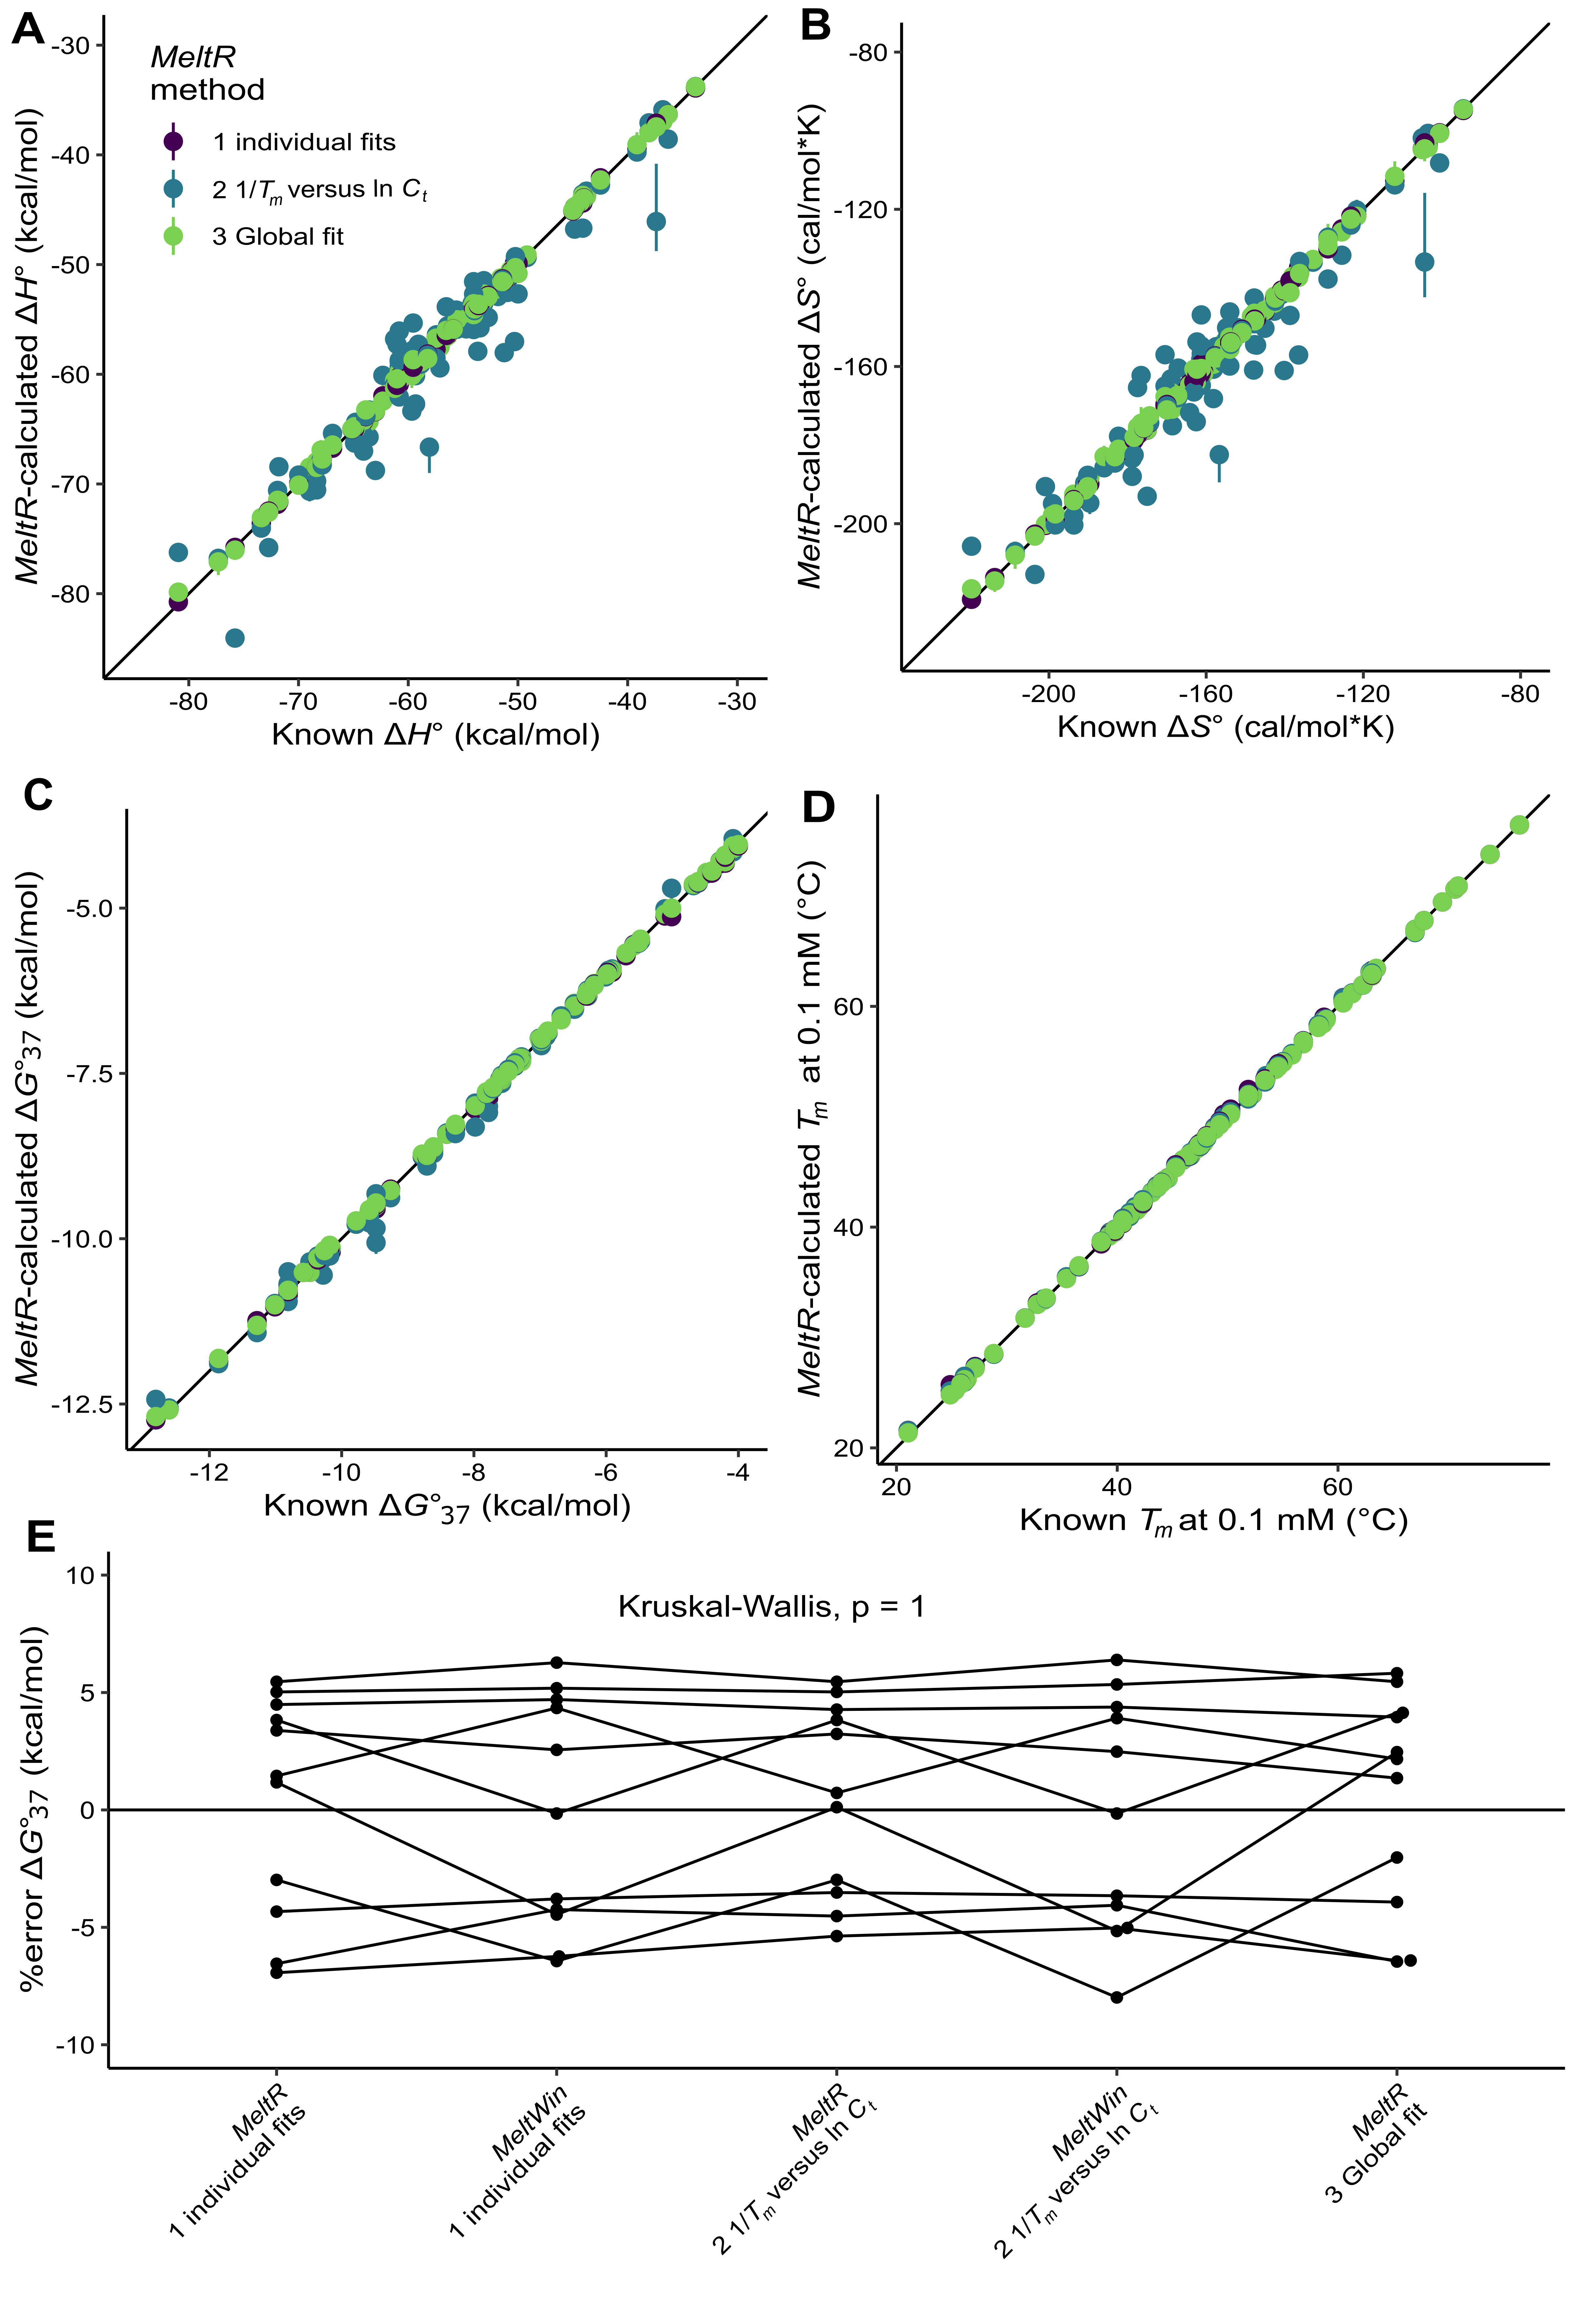 A
MeltR-calculated ΔH° (kcal/mol)
-30
-40
-50
-60
-70
-80
MeltR
method
1 individual fits
2 1/Tm versus ln Ct
3 Global fit
-80 -70 -60 -50 -40 -30
Known ΔH° (kcal/mol)
B
MeltR-calculated ΔS° (cal/mol*K)
-80
-120
-160
-200
-200 -160 -120 -80
Known ΔS° (cal/mol*K)
C
MeltR-calculated ΔG°37 (kcal/mol)
-5.0
-7.5
-10.0
-12.5
-12 -10 -8 -6 -4
Known ΔG°37 (kcal/mol)
D
MeltR-calculated Tm at 0.1 mM (°C)
60
40
20
20 40 60
Known Tm at 0.1 mM (°C)
E
%error ΔG°37 (kcal/mol)
10
5
0
-5
-10
Kruskal-Wallis, p = 1
MeltR
1 individual fits
MeltWin
1 individual fits
MeltR
2 1/Tm versus ln Ct
MeltWin
2 1/Tm versus ln Ct
MeltR
3 Global fit